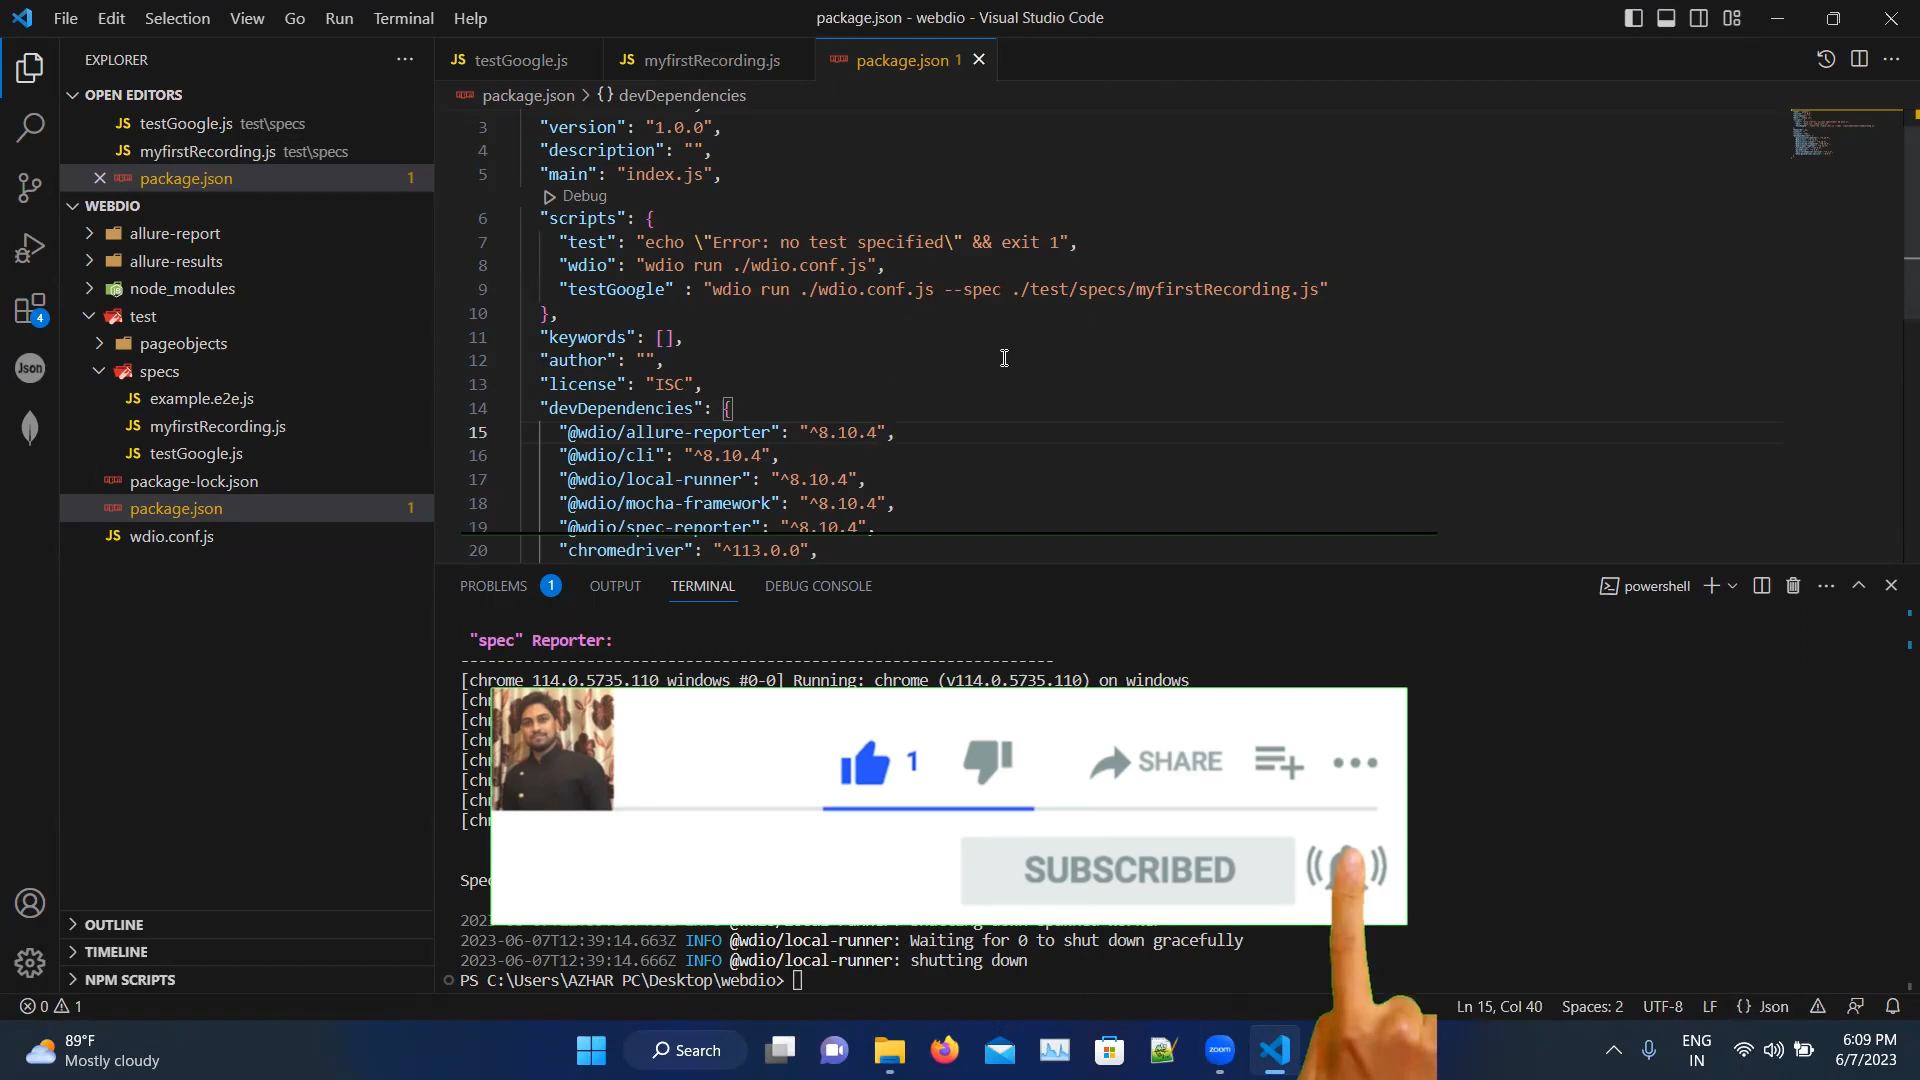 File Edit Selection View Go Run Terminal Help
package.json - webdio - Visual Studio Code
EXPLORER
OPEN EDITORS
JS testGoogle.js test\specs
JS myfirstRecording.js test\specs
package.json 1
WEBDIO
allure-report
allure-results
node_modules
test
pageobjects
specs
JS example.e2e.js
JS myfirstRecording.js
JS testGoogle.js
package-lock.json
package.json 1
JS wdio.conf.js
OUTLINE
TIMELINE
NPM SCRIPTS
4
Json
JS testGoogle.js JS myfirstRecording.js package.json 1
package.json > {} devDependencies
3 "version": "1.0.0",
4 "description": "",
5 "main": "index.js",
Debug
6 "scripts": {
7 "test": "echo \"Error: no test specified\" && exit 1",
8 "wdio": "wdio run ./wdio.conf.js",
9 "testGoogle" : "wdio run ./wdio.conf.js --spec ./test/specs/myfirstRecording.js"
10 },
11 "keywords": [],
12 "author": "",
13 "license": "ISC",
14 "devDependencies": {
15 "@wdio/allure-reporter": "^8.10.4",
16 "@wdio/cli": "^8.10.4",
17 "@wdio/local-runner": "^8.10.4",
18 "@wdio/mocha-framework": "^8.10.4",
19 "@wdio/spec-reporter": "^8.10.4",
20 "chromedriver": "^113.0.0",
PROBLEMS 1 OUTPUT TERMINAL DEBUG CONSOLE
powershell
"spec" Reporter:
------------------------------------------------------------------
[chrome 114.0.5735.110 windows #0-0] Running: chrome (v114.0.5735.110) on windows
[chr
[chr
[chr
[chr
[chr
[chr
[chr
1 SHARE
SUBSCRIBED
Spec
2023-06-07T12:39:14.663Z INFO @wdio/local-runner: Waiting for 0 to shut down gracefully
2023-06-07T12:39:14.666Z INFO @wdio/local-runner: shutting down
PS C:\Users\AZHAR PC\Desktop\webdio>
0 1
Ln 15, Col 40 Spaces: 2 UTF-8 LF {} Json
89°F
Mostly cloudy
Search
zoom
ENG
IN
6:09 PM
6/7/2023